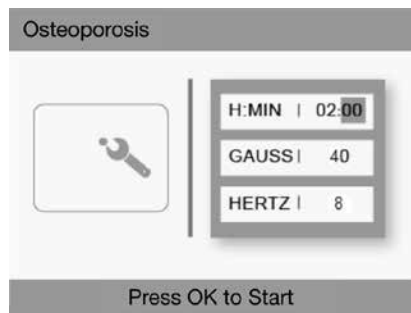 Osteoporosis
H:MIN | 02:00
GAUSS | 40
HERTZ | 8
Press OK to Start